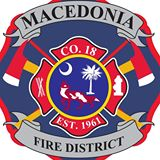 MACEDONIA
CO. 18
EST. 1961
FIRE DISTRICT